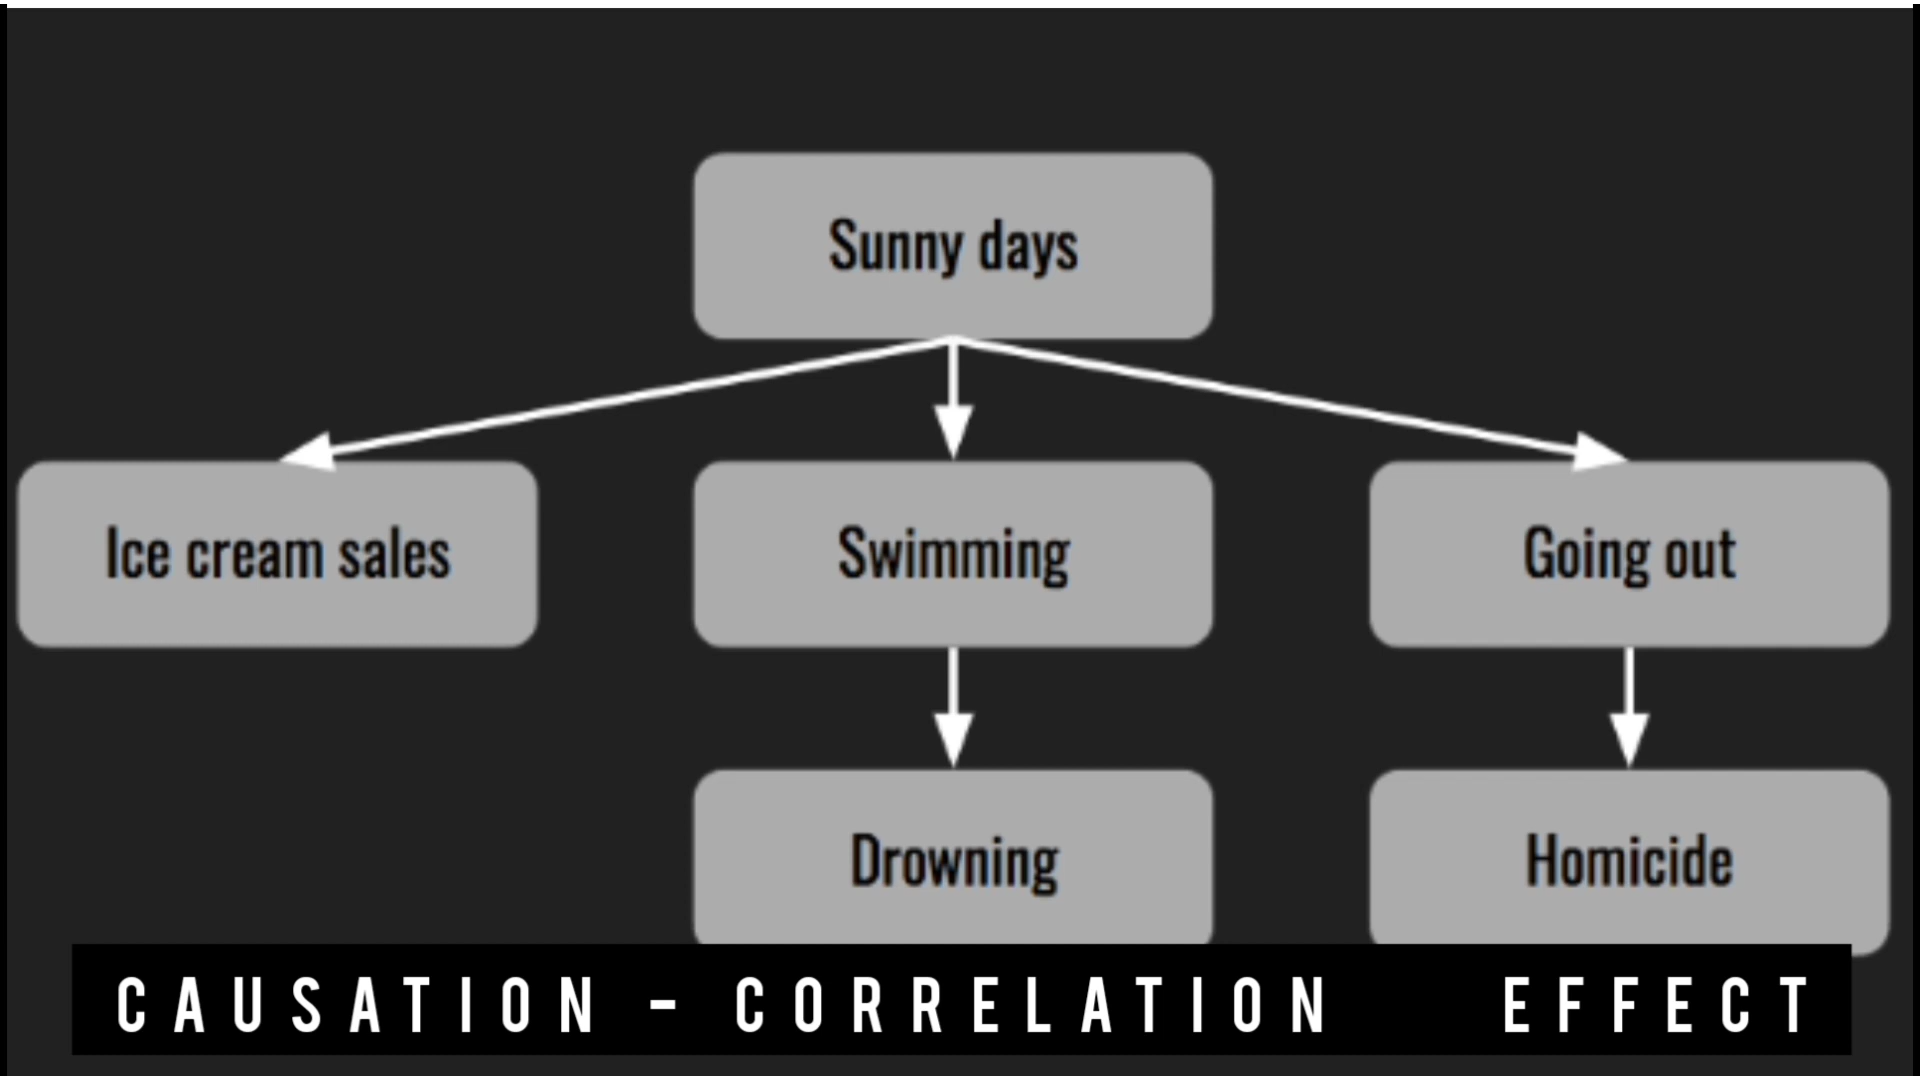 Sunny days
Ice cream sales
Swimming
Going out
Drowning
Homicide
CAUSATION - CORRELATION EFFECT